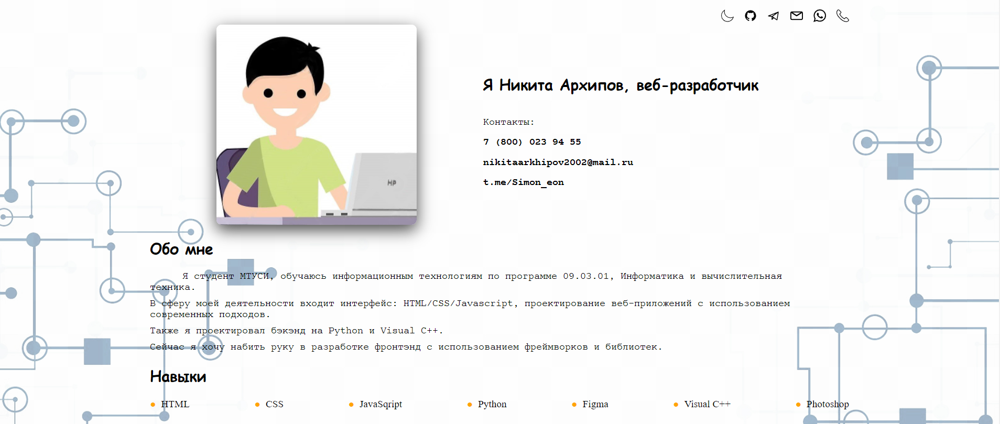 Я Никита Архипов, веб-разработчик
Контакты:
7 (800) 023 94 55
nikitaarkhipov2002@mail.ru
t.me/Simon_eon
HP
Обо мне
Я студент МТУСИ, обучаюсь информационным технологиям по программе 09.03.01, Информатика и вычислительная
техника.
В сферу моей деятельности входит интерфейс: HTML/CSS/Javascript, проектирование веб-приложений с использованием
современных подходов.
Также я проектировал бэкэнд на Python и Visual C++.
Сейчас я хочу набить руку в разработке фронтэнд с использованием фреймворков и библиотек.
Навыки
HTML
CSS
JavaSqript
Python
Figma
Visual C++
Photoshop